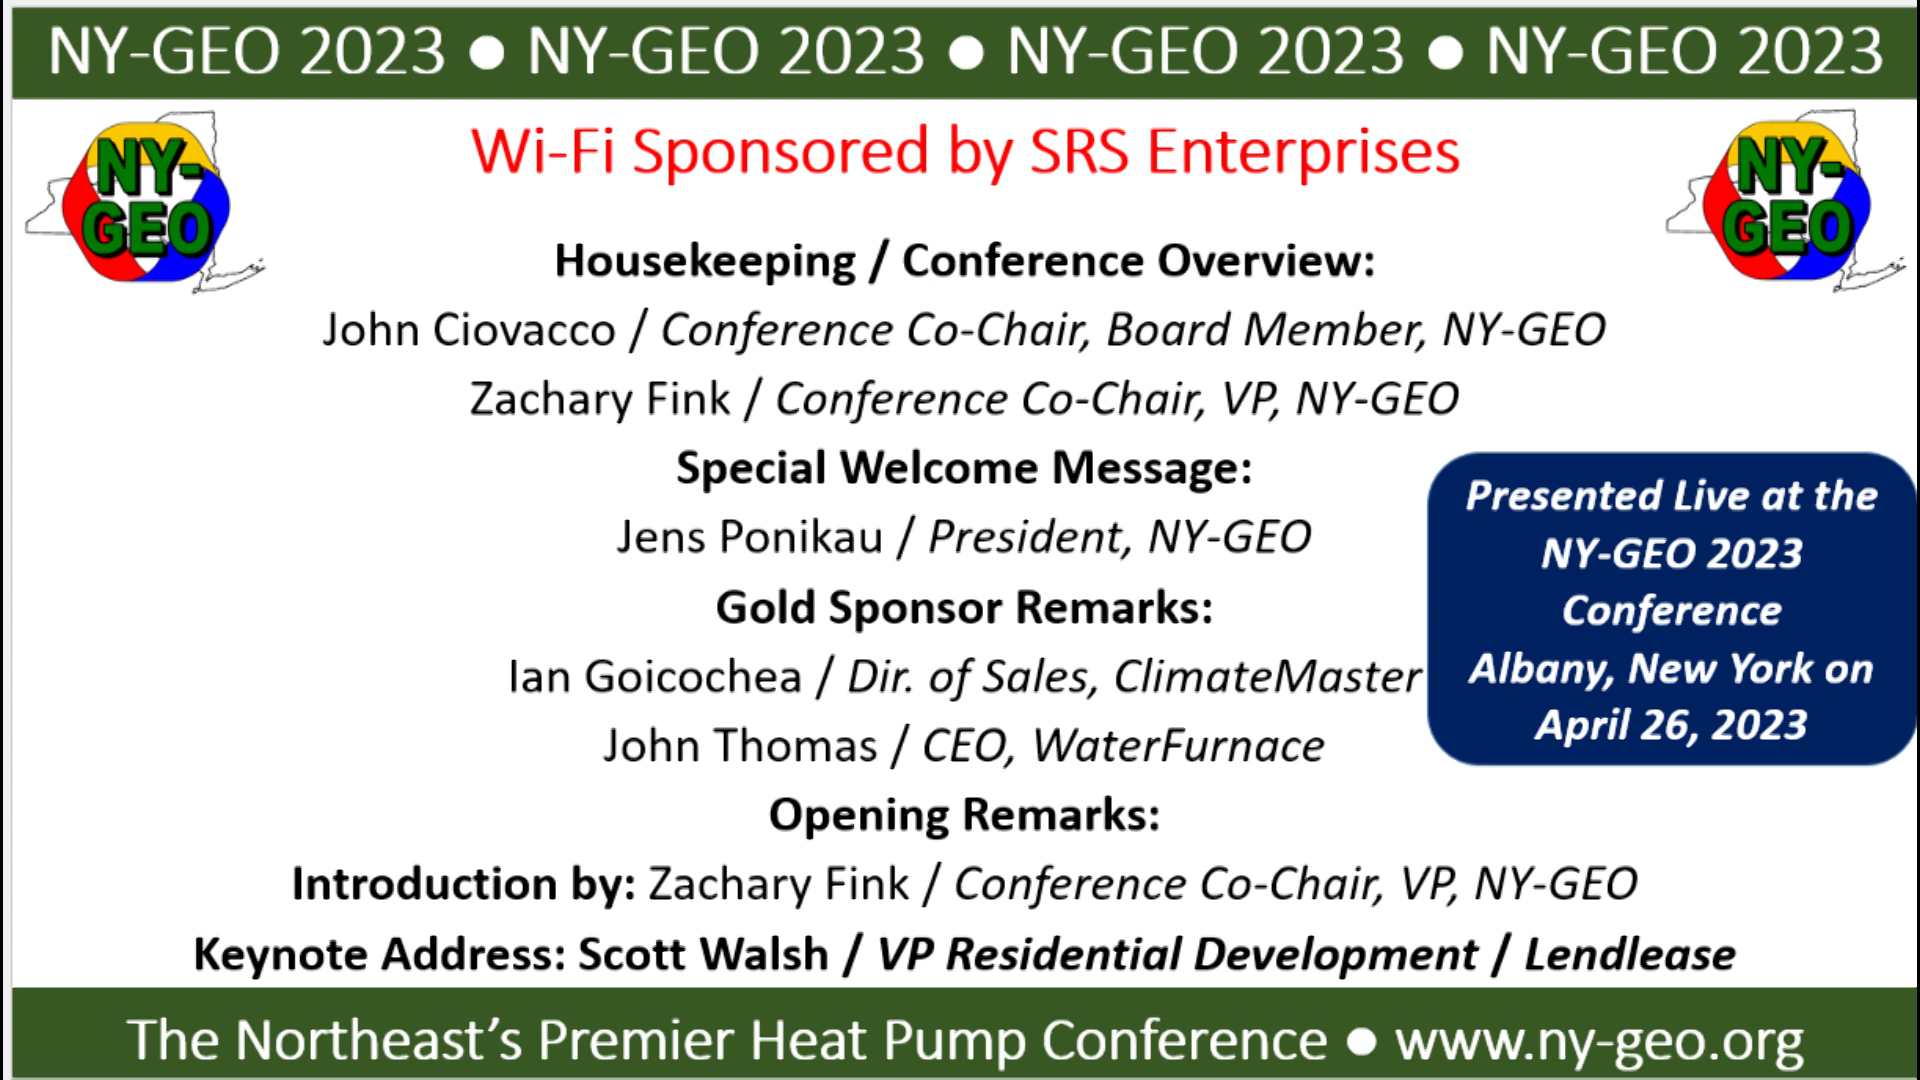 NY-GEO 2023 ● NY-GEO 2023 ● NY-GEO 2023 ● NY-GEO 2023
NY-
GEO
Wi-Fi Sponsored by SRS Enterprises
NY-
GEO
Housekeeping / Conference Overview:
John Ciovacco / Conference Co-Chair, Board Member, NY-GEO
Zachary Fink / Conference Co-Chair, VP, NY-GEO
Special Welcome Message:
Jens Ponikau / President, NY-GEO
Gold Sponsor Remarks:
Ian Goicochea / Dir. of Sales, ClimateMaster
John Thomas / CEO, WaterFurnace
Presented Live at the
NY-GEO 2023
Conference
Albany, New York on
April 26, 2023
Opening Remarks:
Introduction by: Zachary Fink / Conference Co-Chair, VP, NY-GEO
Keynote Address: Scott Walsh / VP Residential Development / Lendlease
The Northeast’s Premier Heat Pump Conference ● www.ny-geo.org